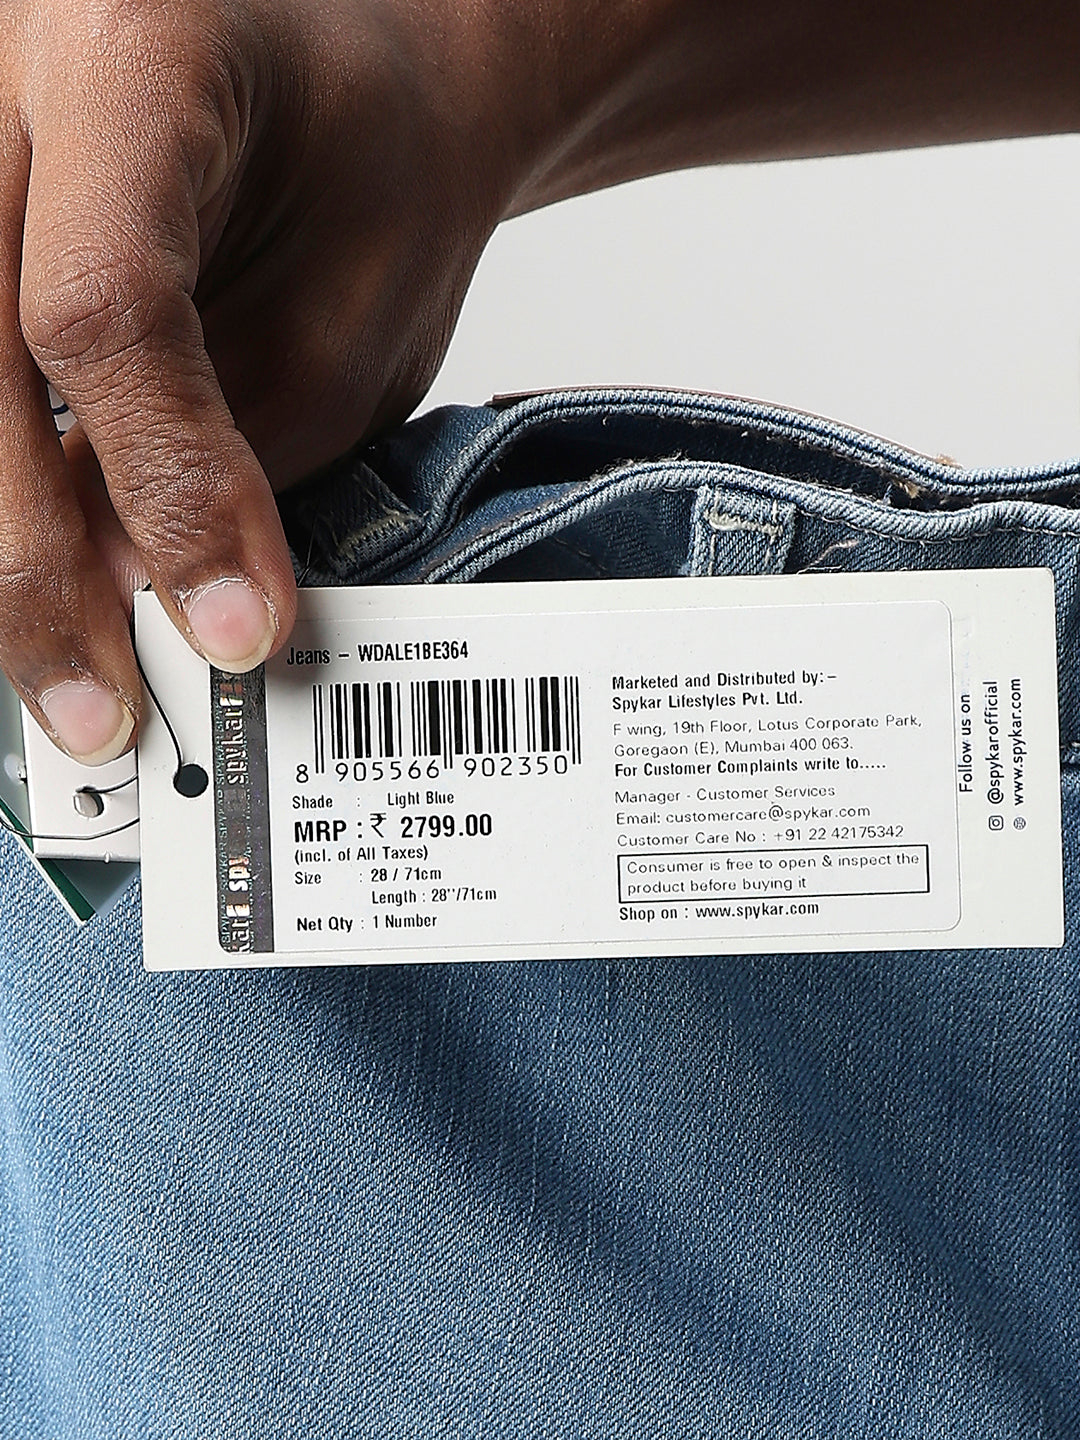 Jeans – WDALE1BE364
8 905566 902350
Shade : Light Blue
MRP : ₹ 2799.00
(incl. of All Taxes)
Size : 28 / 71cm
Length : 28''/71cm
Net Qty : 1 Number
Marketed and Distributed by:–
Spykar Lifestyles Pvt. Ltd.
F wing, 19th Floor, Lotus Corporate Park,
Goregaon (E), Mumbai 400 063.
For Customer Complaints write to.....
Manager - Customer Services
Email: customercare@spykar.com
Customer Care No : +91 22 42175342
Consumer is free to open & inspect the
product before buying it
Shop on : www.spykar.com
Follow us on
@spykarofficial
www.spykar.com
spykar